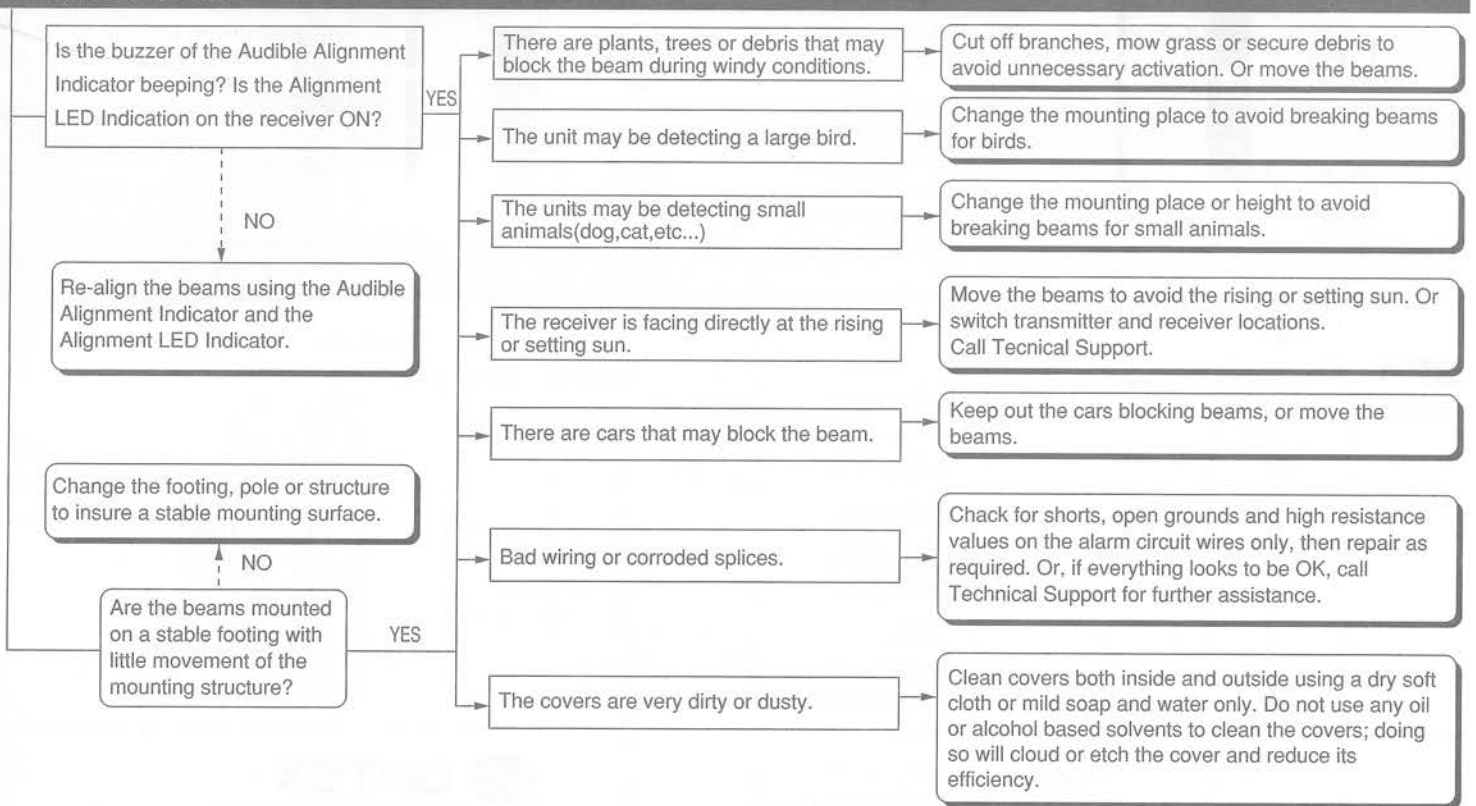 Is the buzzer of the Audible Alignment
Indicator beeping? Is the Alignment
LED Indication on the receiver ON?
YES
NO
Re-align the beams using the Audible
Alignment Indicator and the
Alignment LED Indicator.
Change the footing, pole or structure
to insure a stable mounting surface.
NO
Are the beams mounted
on a stable footing with
little movement of the
mounting structure?
YES
There are plants, trees or debris that may
block the beam during windy conditions.
Cut off branches, mow grass or secure debris to
avoid unnecessary activation. Or move the beams.
The unit may be detecting a large bird.
Change the mounting place to avoid breaking beams
for birds.
The units may be detecting small
animals(dog,cat,etc...)
Change the mounting place or height to avoid
breaking beams for small animals.
The receiver is facing directly at the rising
or setting sun.
Move the beams to avoid the rising or setting sun. Or
switch transmitter and receiver locations.
Call Tecnical Support.
There are cars that may block the beam.
Keep out the cars blocking beams, or move the
beams.
Bad wiring or corroded splices.
Chack for shorts, open grounds and high resistance
values on the alarm circuit wires only, then repair as
required. Or, if everything looks to be OK, call
Technical Support for further assistance.
The covers are very dirty or dusty.
Clean covers both inside and outside using a dry soft
cloth or mild soap and water only. Do not use any oil
or alcohol based solvents to clean the covers; doing
so will cloud or etch the cover and reduce its
efficiency.